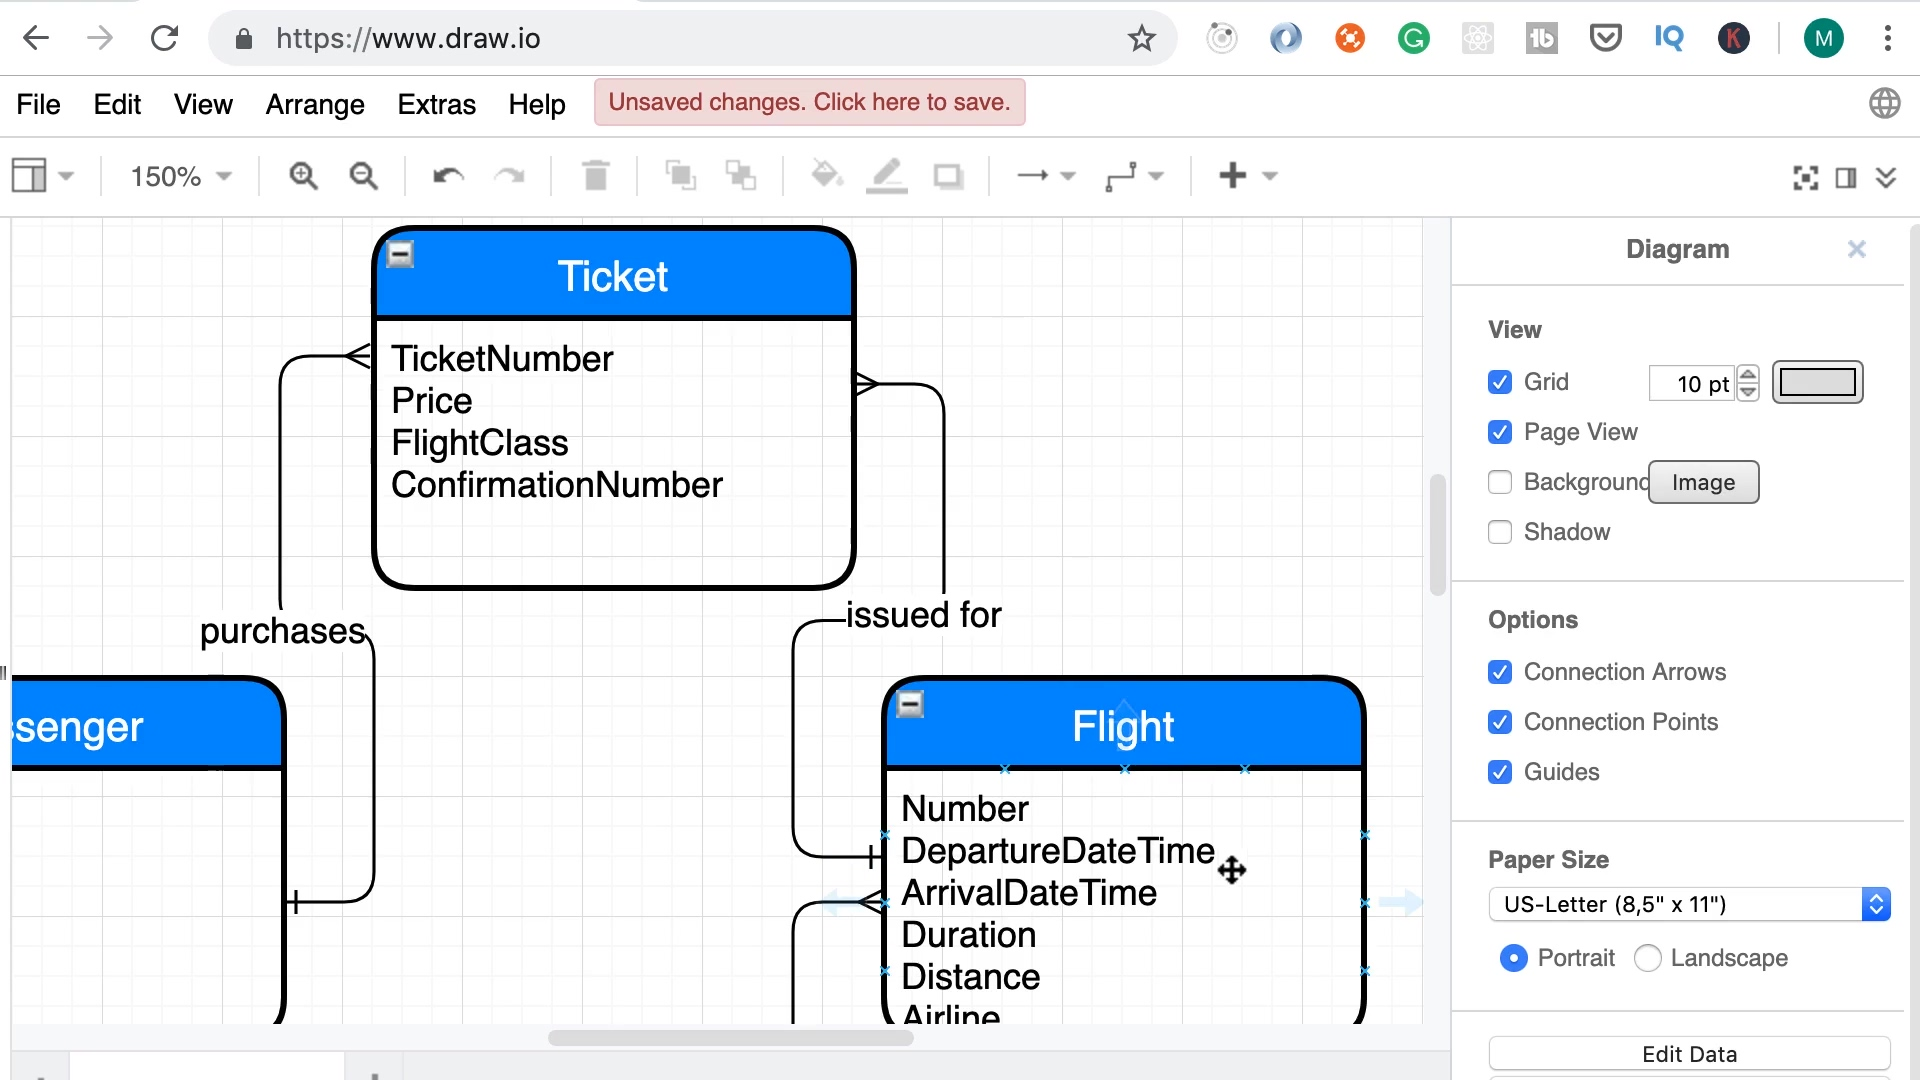 https://www.draw.io
M
File Edit View Arrange Extras Help Unsaved changes. Click here to save.
150%
Ticket
TicketNumber
Price
FlightClass
ConfirmationNumber
purchases
issued for
ssenger
Flight
Number
DepartureDateTime
ArrivalDateTime
Duration
Distance
Airline
Diagram
View
Grid 10 pt
Page View
Background Image
Shadow
Options
Connection Arrows
Connection Points
Guides
Paper Size
US-Letter (8,5" x 11")
Portrait Landscape
Edit Data